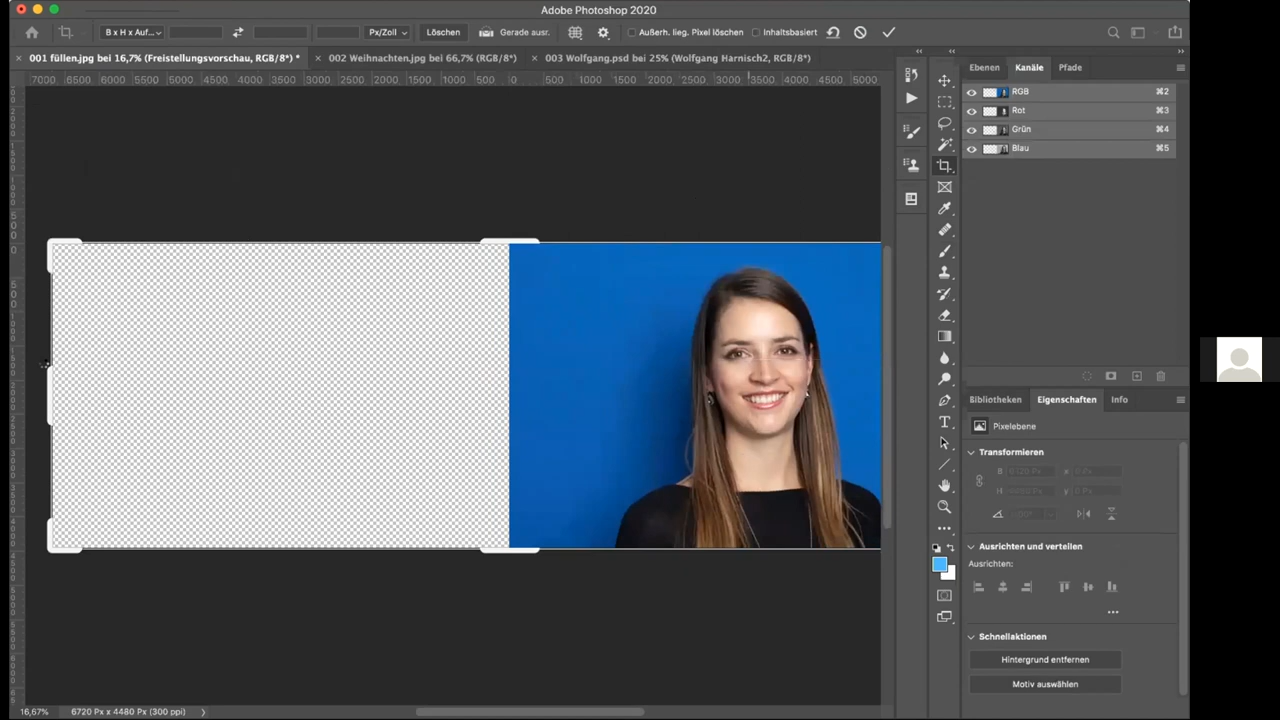 Adobe Photoshop 2020
B x H x Auf... Px/Zoll Löschen Gerade ausr. Außerh. lieg. Pixel löschen Inhaltsbasiert
001 füllen.jpg bei 16,7% (Freistellungsvorschau, RGB/8*) * 002 Weihnachten.jpg bei 66,7% (RGB/8*) 003 Wolfgang.psd bei 25% (Wolfgang Harnisch2, RGB/8*)
7000 6500 6000 5500 5000 4500 4000 3500 3000 2500 2000 1500 1000 500 0 500 1000 1500 2000 2500 3000 3500 4000 4500 5000
Ebenen Kanäle Pfade
RGB ⌘2
Rot ⌘3
Grün ⌘4
Blau ⌘5
Bibliotheken Eigenschaften Info
Pixelebene
Transformieren
B X
H Y
Ausrichten und verteilen
Ausrichten:
Schnellaktionen
Hintergrund entfernen
Motiv auswählen
16,67% 6720 Px x 4480 Px (300 ppi)